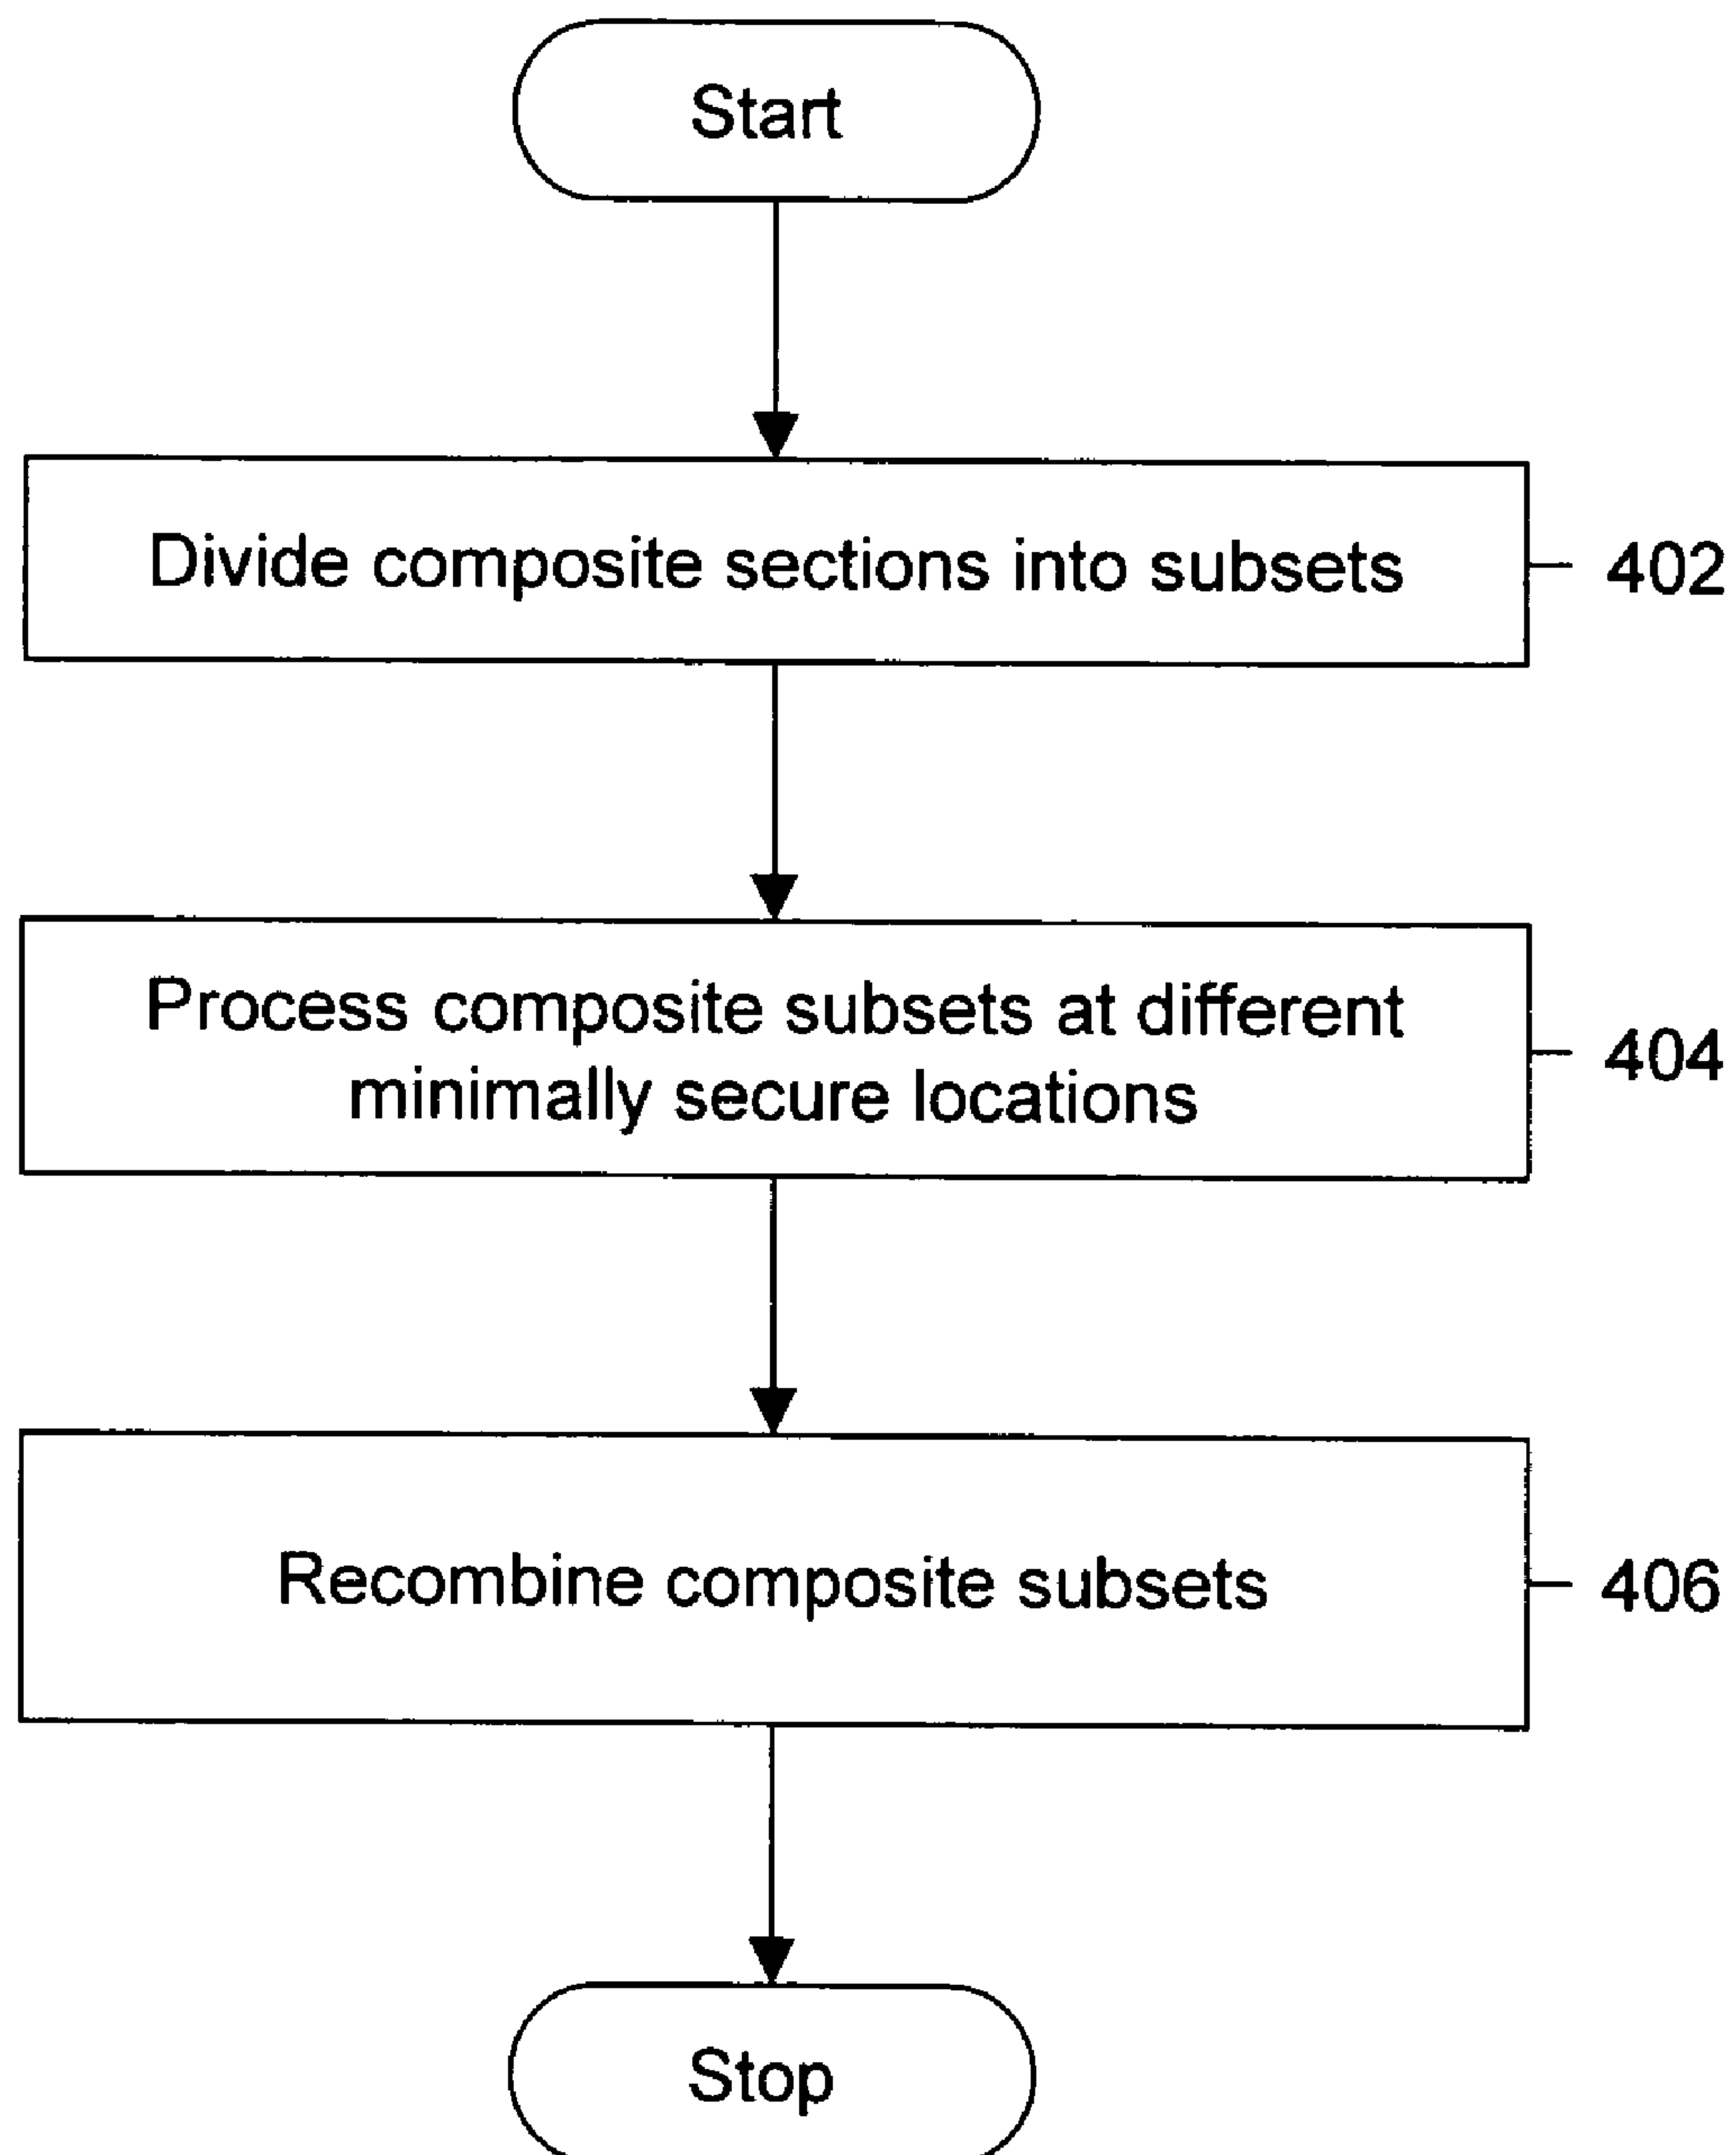 Start
Divide composite sections into subsets
402
Process composite subsets at different
minimally secure locations
404
Recombine composite subsets
406
Stop